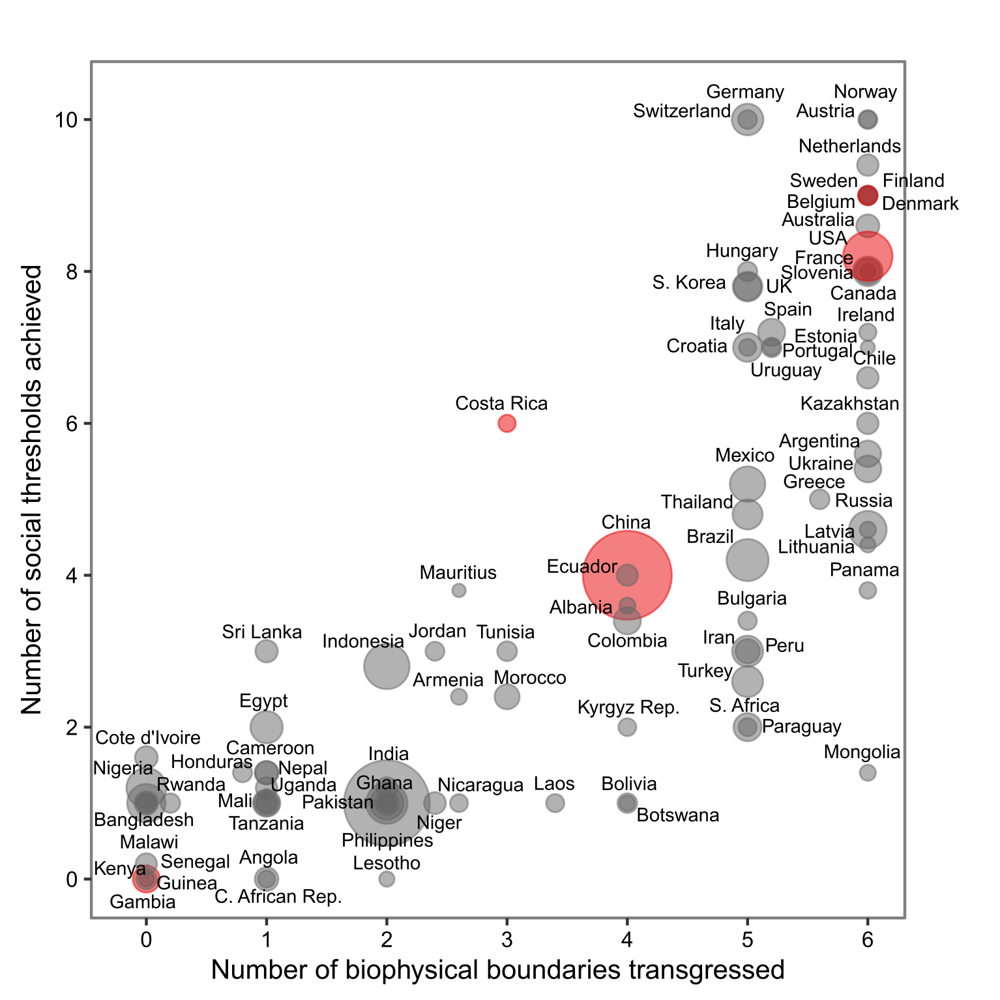 Germany
Norway
Switzerland
Austria
10
Netherlands
Sweden
Finland
Belgium
Denmark
Australia
USA
Hungary
France
8
Slovenia
S. Korea
UK
Canada
Spain
Ireland
Italy
Estonia
Croatia
Portugal
Chile
Uruguay
Costa Rica
Kazakhstan
6
Argentina
Mexico
Ukraine
Greece
Thailand
Russia
China
Latvia
Brazil
Lithuania
Ecuador
Mauritius
Panama
4
Bulgaria
Albania
Sri Lanka
Indonesia
Jordan
Tunisia
Colombia
Iran
Peru
Armenia
Morocco
Turkey
Egypt
Kyrgyz Rep.
S. Africa
2
Paraguay
Cote d'Ivoire
Cameroon
India
Mongolia
Nigeria
Honduras
Nepal
Rwanda
Uganda
Ghana
Nicaragua
Laos
Bolivia
Mali
Pakistan
Bangladesh
Tanzania
Niger
Botswana
Malawi
Philippines
Kenya
Senegal
Angola
Lesotho
0
Guinea
Gambia
C. African Rep.
0
1
2
3
4
5
6
Number of biophysical boundaries transgressed
Number of social thresholds achieved